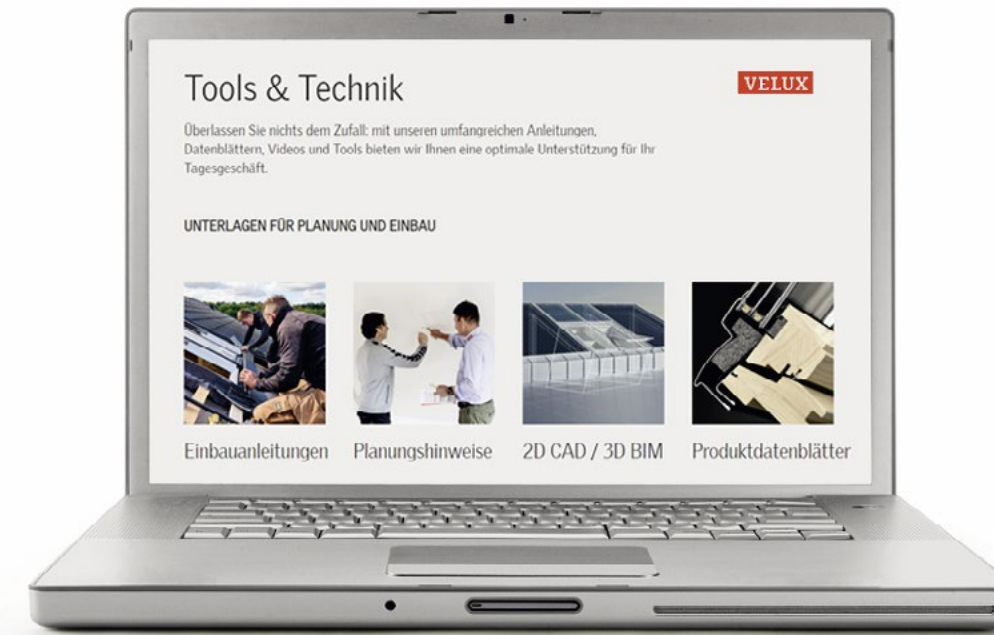 Tools & Technik
VELUX
Überlassen Sie nichts dem Zufall: mit unseren umfangreichen Anleitungen,
Datenblättern, Videos und Tools bieten wir Ihnen eine optimale Unterstützung für Ihr
Tagesgeschäft.
UNTERLAGEN FÜR PLANUNG UND EINBAU
Einbauanleitungen
Planungshinweise
2D CAD / 3D BIM
Produktdatenblätter